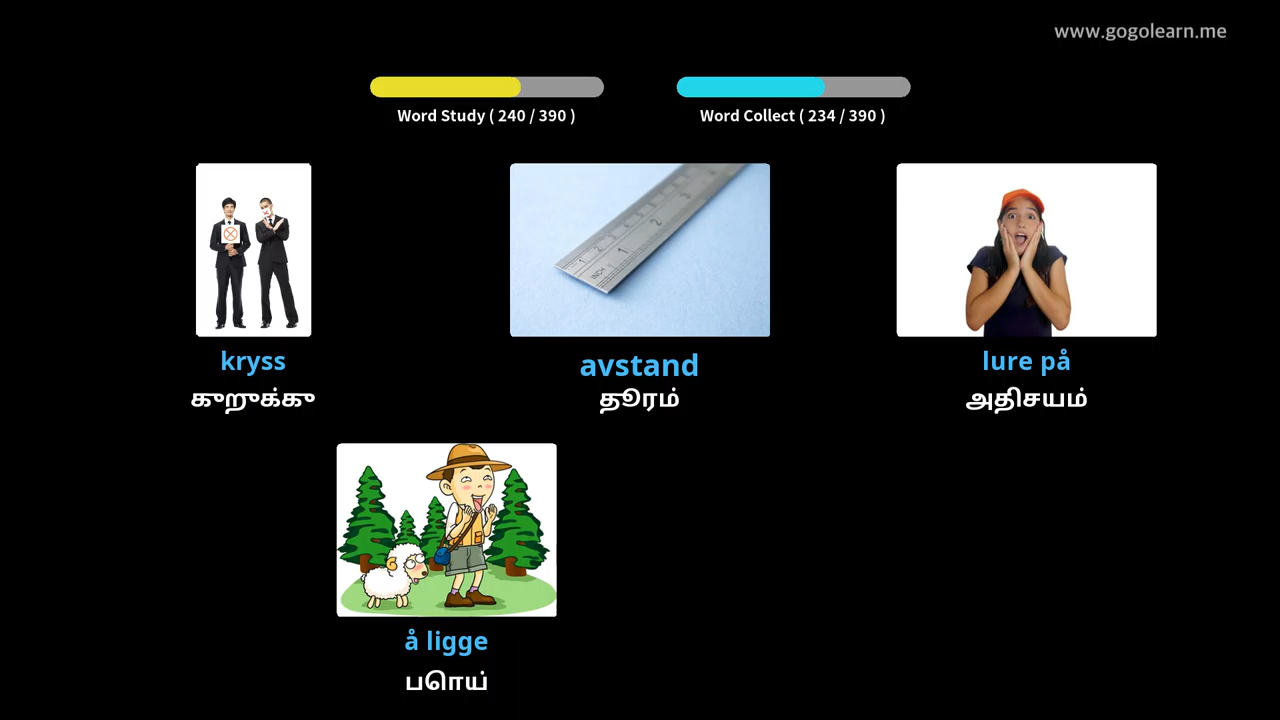 www.gogolearn.me
Word Study ( 240 / 390 )
Word Collect ( 234 / 390 )
kryss
குறுக்கு
avstand
தூரம்
lure på
அதிசயம்
å ligge
பொய்